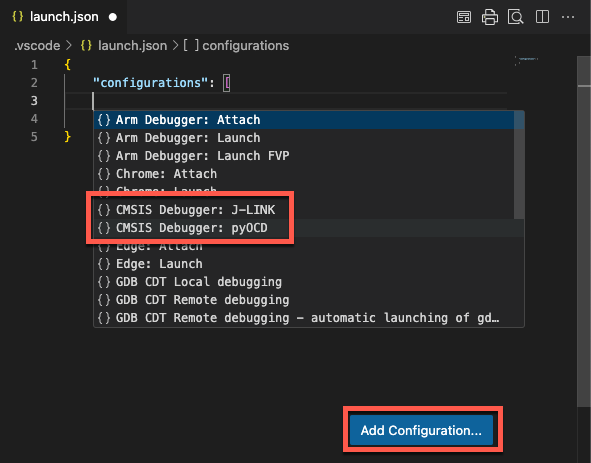 {} launch.json
.vscode > {} launch.json > [ ] configurations
1 {
2 "configurations": [
3
4
5 }
{} Arm Debugger: Attach
{} Arm Debugger: Launch
{} Arm Debugger: Launch FVP
{} Chrome: Attach
{} Chrome: Launch
{} CMSIS Debugger: J-LINK
{} CMSIS Debugger: pyOCD
{} Edge: Attach
{} Edge: Launch
{} GDB CDT Local debugging
{} GDB CDT Remote debugging
{} GDB CDT Remote debugging – automatic launching of gd…
Add Configuration...